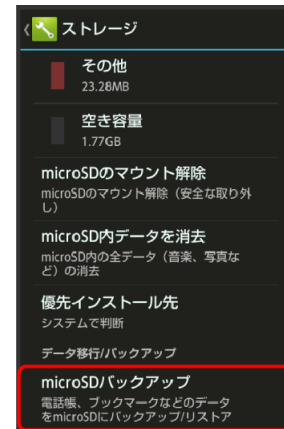 ストレージ
その他
23.28MB
空き容量
1.77GB
microSDのマウント解除
microSDのマウント解除（安全な取り外
し）
microSD内データを消去
microSD内の全データ（音楽、写真な
ど）の消去
優先インストール先
システムで判断
データ移行/バックアップ
microSDバックアップ
電話帳、ブックマークなどのデータ
をmicroSDにバックアップ/リストア